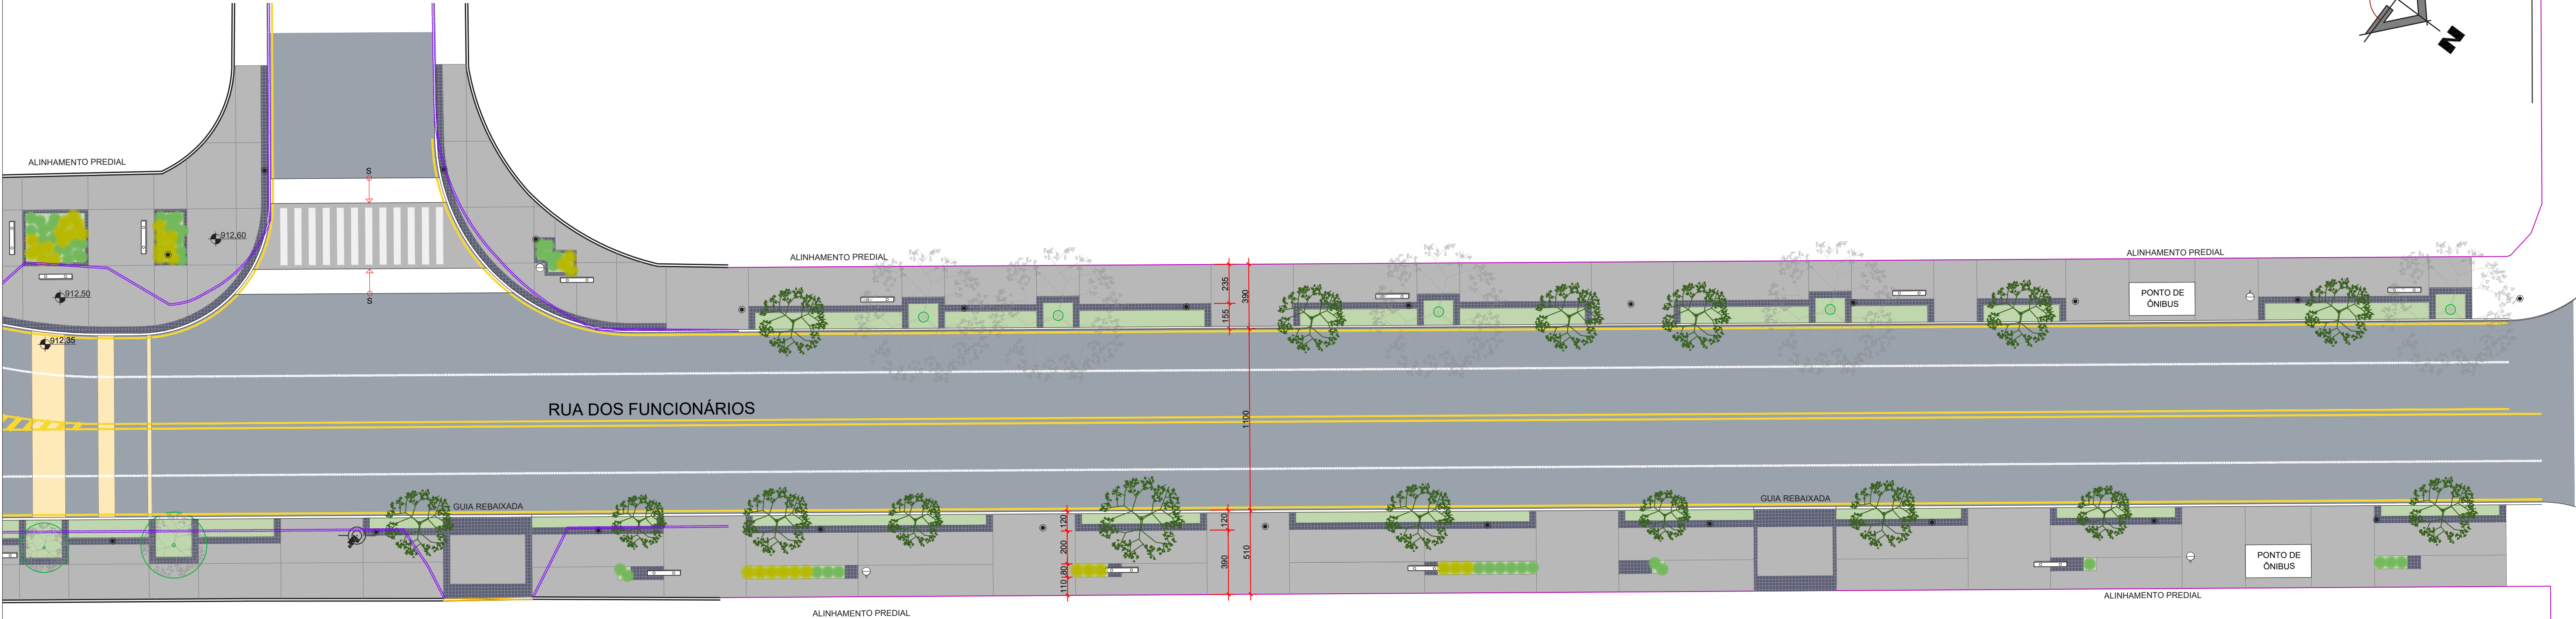 N
S
ALINHAMENTO PREDIAL
912,60
ALINHAMENTO PREDIAL
ALINHAMENTO PREDIAL
235
390
155
PONTO DE
ÔNIBUS
912,50
S
912,35
RUA DOS FUNCIONÁRIOS
1100
GUIA REBAIXADA
GUIA REBAIXADA
120
120
200
510
390
80
110
PONTO DE
ÔNIBUS
ALINHAMENTO PREDIAL
ALINHAMENTO PREDIAL